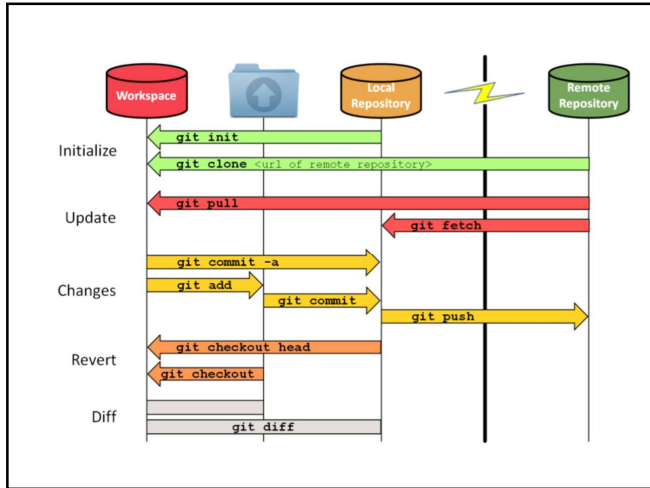 Workspace
Local
Repository
Remote
Repository
Initialize
git init
git clone <url of remote repository>
Update
git pull
git fetch
Changes
git commit -a
git add
git commit
git push
Revert
git checkout head
git checkout
Diff
git diff